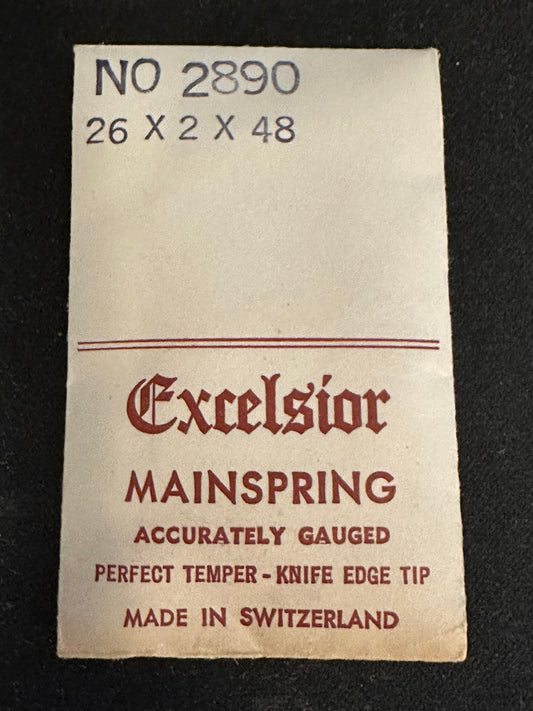 NO 2890
26 X 2 X 48
Excelsior
MAINSPRING
ACCURATELY GAUGED
PERFECT TEMPER - KNIFE EDGE TIP
MADE IN SWITZERLAND